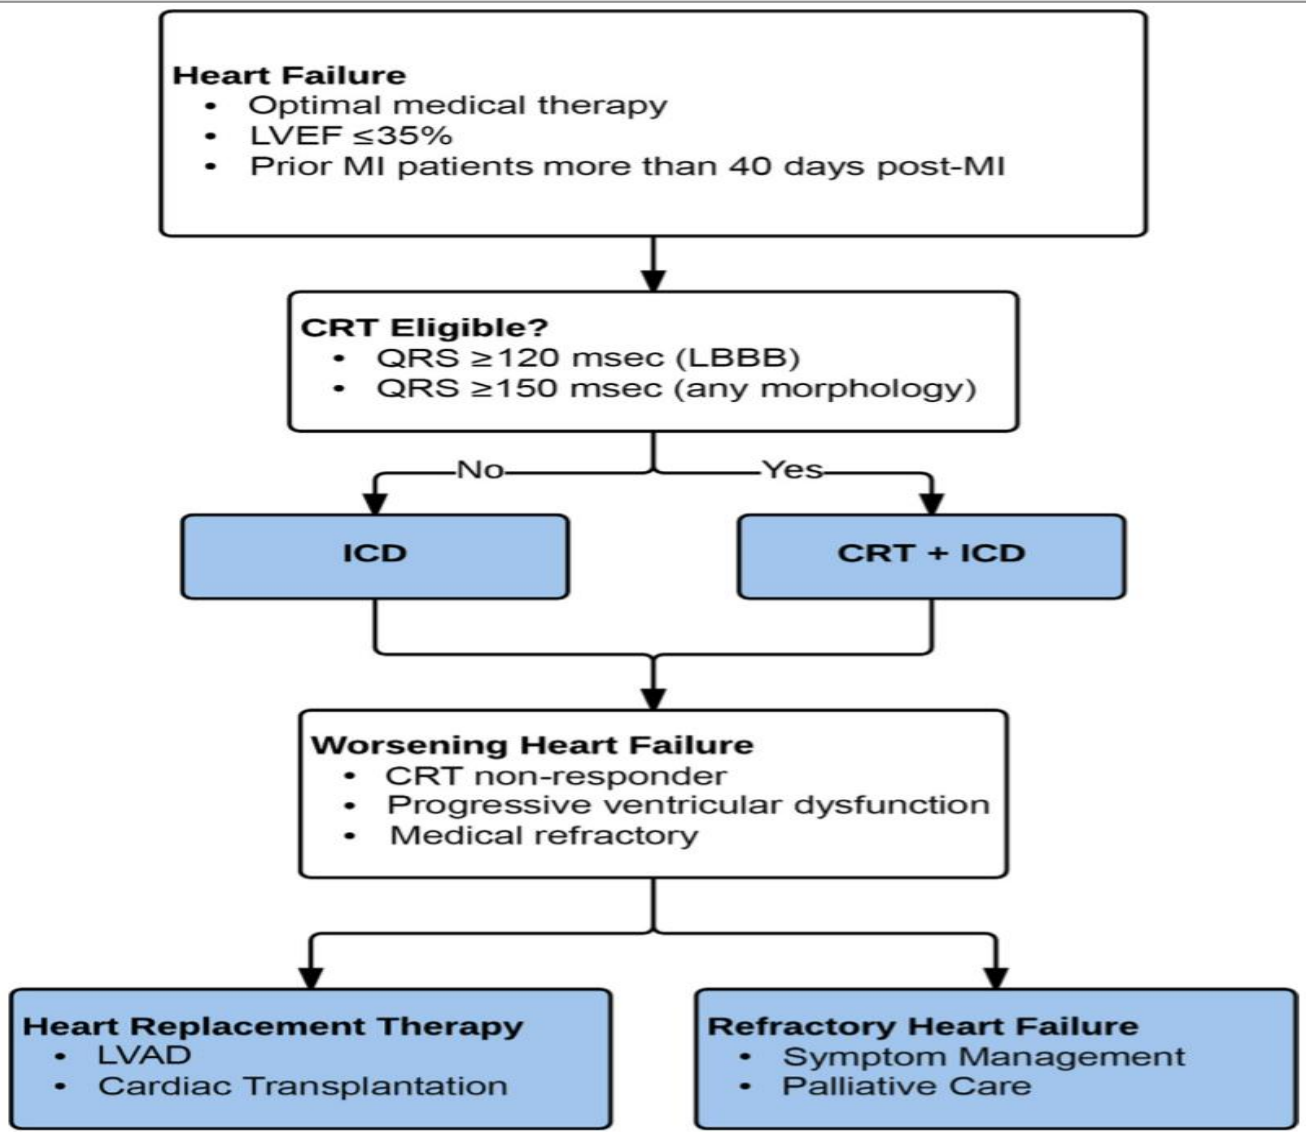 Heart Failure
• Optimal medical therapy
• LVEF ≤35%
• Prior MI patients more than 40 days post-MI
CRT Eligible?
• QRS ≥120 msec (LBBB)
• QRS ≥150 msec (any morphology)
No
Yes
ICD
CRT + ICD
Worsening Heart Failure
• CRT non-responder
• Progressive ventricular dysfunction
• Medical refractory
Heart Replacement Therapy
• LVAD
• Cardiac Transplantation
Refractory Heart Failure
• Symptom Management
• Palliative Care